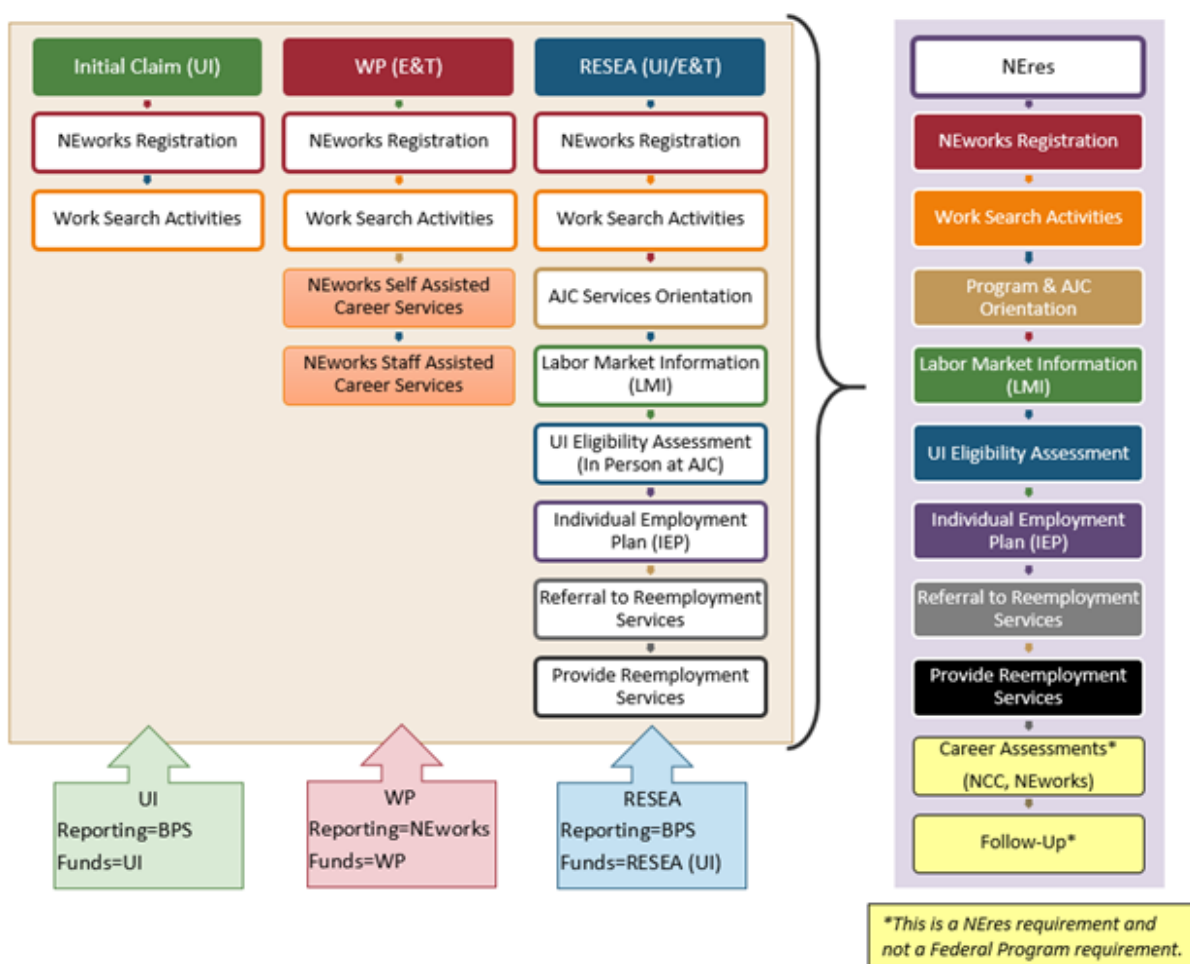 Initial Claim (UI)
NEworks Registration
Work Search Activities
WP (E&T)
NEworks Registration
Work Search Activities
NEworks Self Assisted
Career Services
NEworks Staff Assisted
Career Services
RESEA (UI/E&T)
NEworks Registration
Work Search Activities
AJC Services Orientation
Labor Market Information
(LMI)
UI Eligibility Assessment
(In Person at AJC)
Individual Employment
Plan (IEP)
Referral to Reemployment
Services
Provide Reemployment
Services
UI
Reporting=BPS
Funds=UI
WP
Reporting=NEworks
Funds=WP
RESEA
Reporting=BPS
Funds=RESEA (UI)
NEres
NEworks Registration
Work Search Activities
Program & AJC
Orientation
Labor Market Information
(LMI)
UI Eligibility Assessment
Individual Employment
Plan (IEP)
Referral to Reemployment
Services
Provide Reemployment
Services
Career Assessments*
(NCC, NEworks)
Follow-Up*
*This is a NEres requirement and
not a Federal Program requirement.